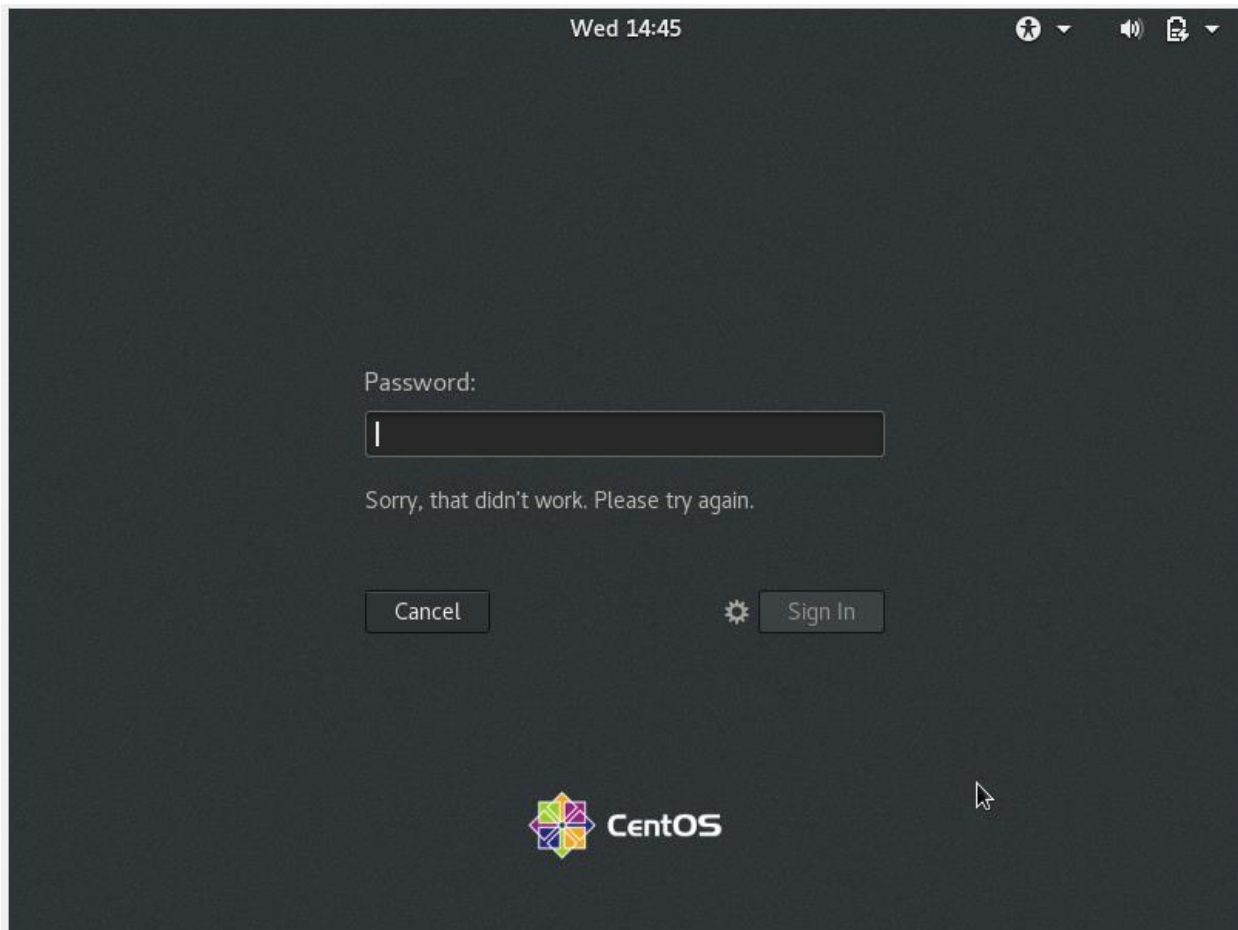 Wed 14:45
Password:
Sorry, that didn't work. Please try again.
Cancel
Sign In
CentOS